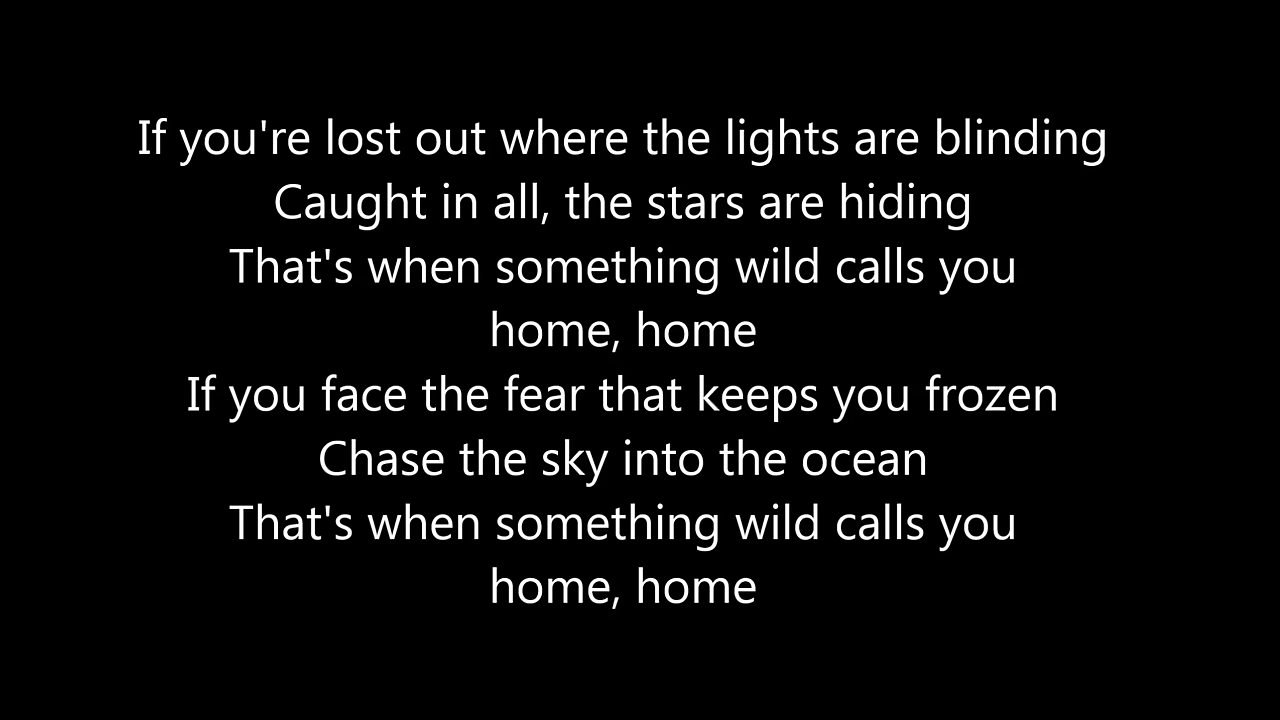 If you're lost out where the lights are blinding
Caught in all, the stars are hiding
That's when something wild calls you
home, home
If you face the fear that keeps you frozen
Chase the sky into the ocean
That's when something wild calls you
home, home